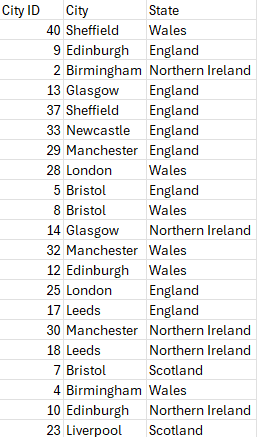 City ID City State
40 Sheffield Wales
9 Edinburgh England
2 Birmingham Northern Ireland
13 Glasgow England
37 Sheffield England
33 Newcastle England
29 Manchester England
28 London Wales
5 Bristol England
8 Bristol Wales
14 Glasgow Northern Ireland
32 Manchester Wales
12 Edinburgh Wales
25 London England
17 Leeds England
30 Manchester Northern Ireland
18 Leeds Northern Ireland
7 Bristol Scotland
4 Birmingham Wales
10 Edinburgh Northern Ireland
23 Liverpool Scotland